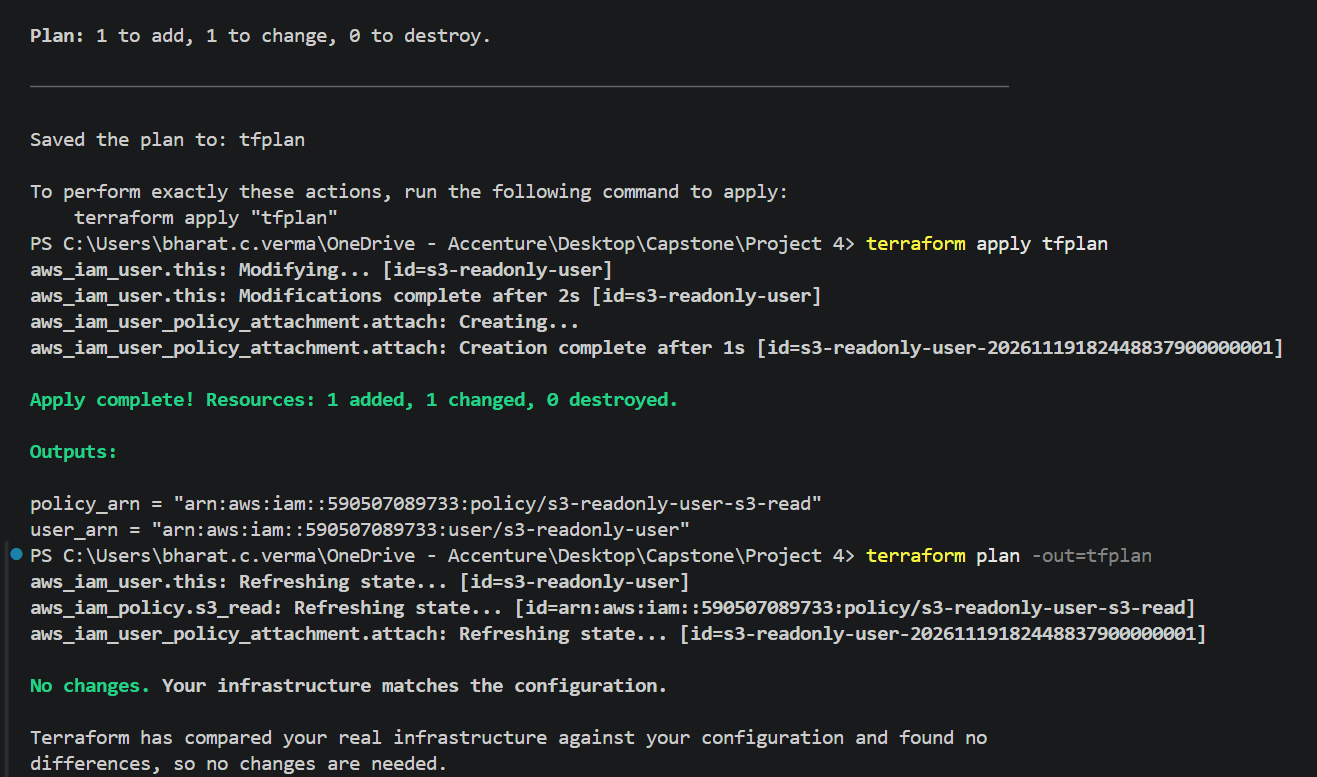 Plan: 1 to add, 1 to change, 0 to destroy.
Saved the plan to: tfplan
To perform exactly these actions, run the following command to apply:
terraform apply "tfplan"
PS C:\Users\bharat.c.verma\OneDrive - Accenture\Desktop\Capstone\Project 4> terraform apply tfplan
aws_iam_user.this: Modifying... [id=s3-readonly-user]
aws_iam_user.this: Modifications complete after 2s [id=s3-readonly-user]
aws_iam_user_policy_attachment.attach: Creating...
aws_iam_user_policy_attachment.attach: Creation complete after 1s [id=s3-readonly-user-20261119182448837900000001]
Apply complete! Resources: 1 added, 1 changed, 0 destroyed.
Outputs:
policy_arn = "arn:aws:iam::590507089733:policy/s3-readonly-user-s3-read"
user_arn = "arn:aws:iam::590507089733:user/s3-readonly-user"
PS C:\Users\bharat.c.verma\OneDrive - Accenture\Desktop\Capstone\Project 4> terraform plan -out=tfplan
aws_iam_user.this: Refreshing state... [id=s3-readonly-user]
aws_iam_policy.s3_read: Refreshing state... [id=arn:aws:iam::590507089733:policy/s3-readonly-user-s3-read]
aws_iam_user_policy_attachment.attach: Refreshing state... [id=s3-readonly-user-20261119182448837900000001]
No changes. Your infrastructure matches the configuration.
Terraform has compared your real infrastructure against your configuration and found no
differences, so no changes are needed.